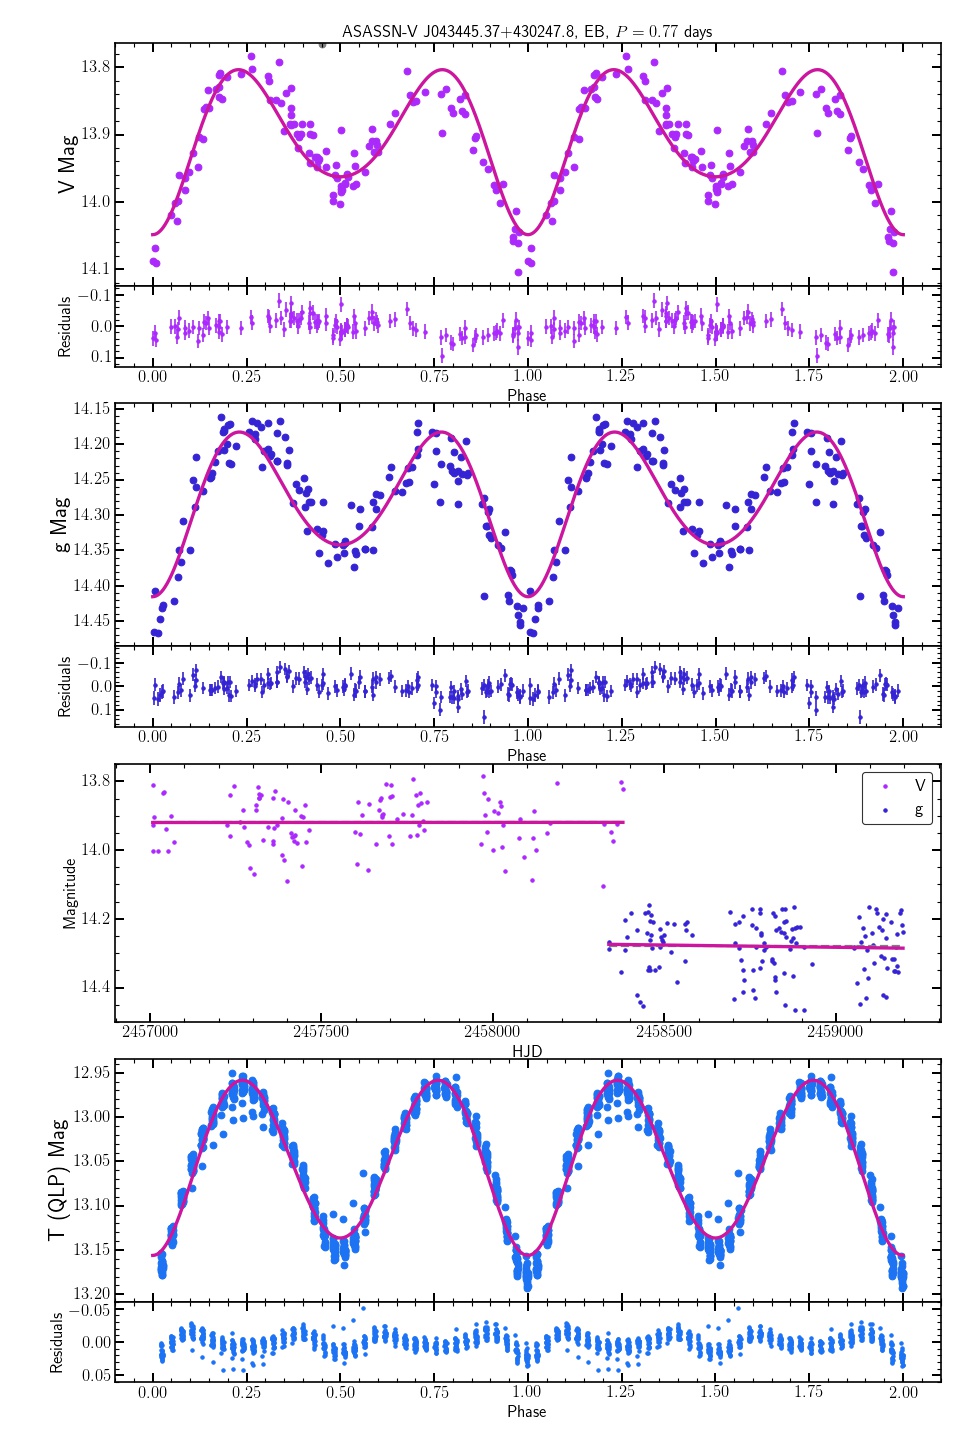 ASASSN-V J043445.37+430247.8, EB, P = 0.77 days
13.8
13.9
14.0
14.1
V Mag
−0.1
0.0
0.1
Residuals
0.00 0.25 0.50 0.75 1.00 1.25 1.50 1.75 2.00
Phase
14.15
14.20
14.25
14.30
14.35
14.40
14.45
g Mag
−0.1
0.0
0.1
Residuals
0.00 0.25 0.50 0.75 1.00 1.25 1.50 1.75 2.00
Phase
13.8
14.0
14.2
14.4
Magnitude
V
g
2457000 2457500 2458000 2458500 2459000
HJD
12.95
13.00
13.05
13.10
13.15
13.20
T (QLP) Mag
−0.05
0.00
0.05
Residuals
0.00 0.25 0.50 0.75 1.00 1.25 1.50 1.75 2.00
Phase